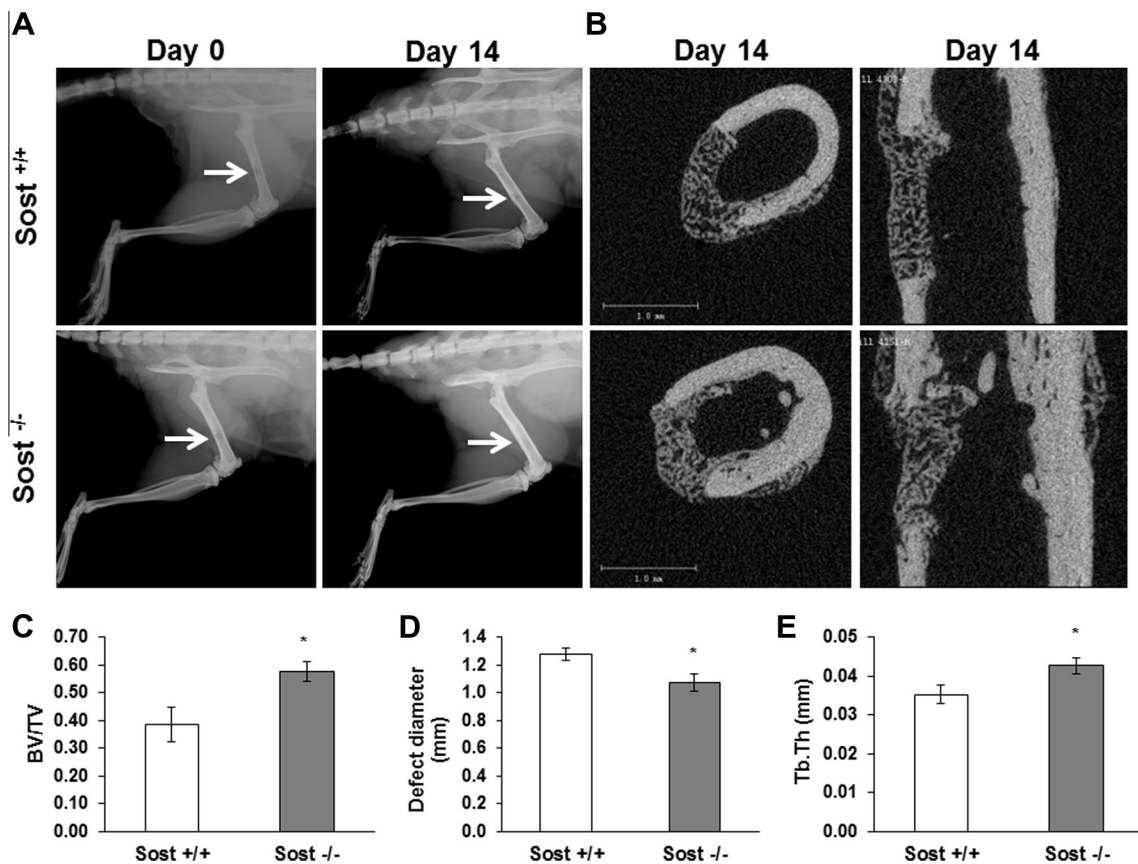 A
B
Day 0
Day 14
Day 14
Day 14
Sost +/+
1.0 mm
Sost -/-
1.0 mm
C
0.70
0.60
0.50
0.40
0.30
0.20
0.10
0.00
BV/TV
*
Sost +/+
Sost -/-
D
1.4
1.2
1.0
0.8
0.6
0.4
0.2
0.0
Defect diameter
(mm)
*
Sost +/+
Sost -/-
E
0.05
0.04
0.03
0.02
0.01
0.00
Tb.Th (mm)
*
Sost +/+
Sost -/-